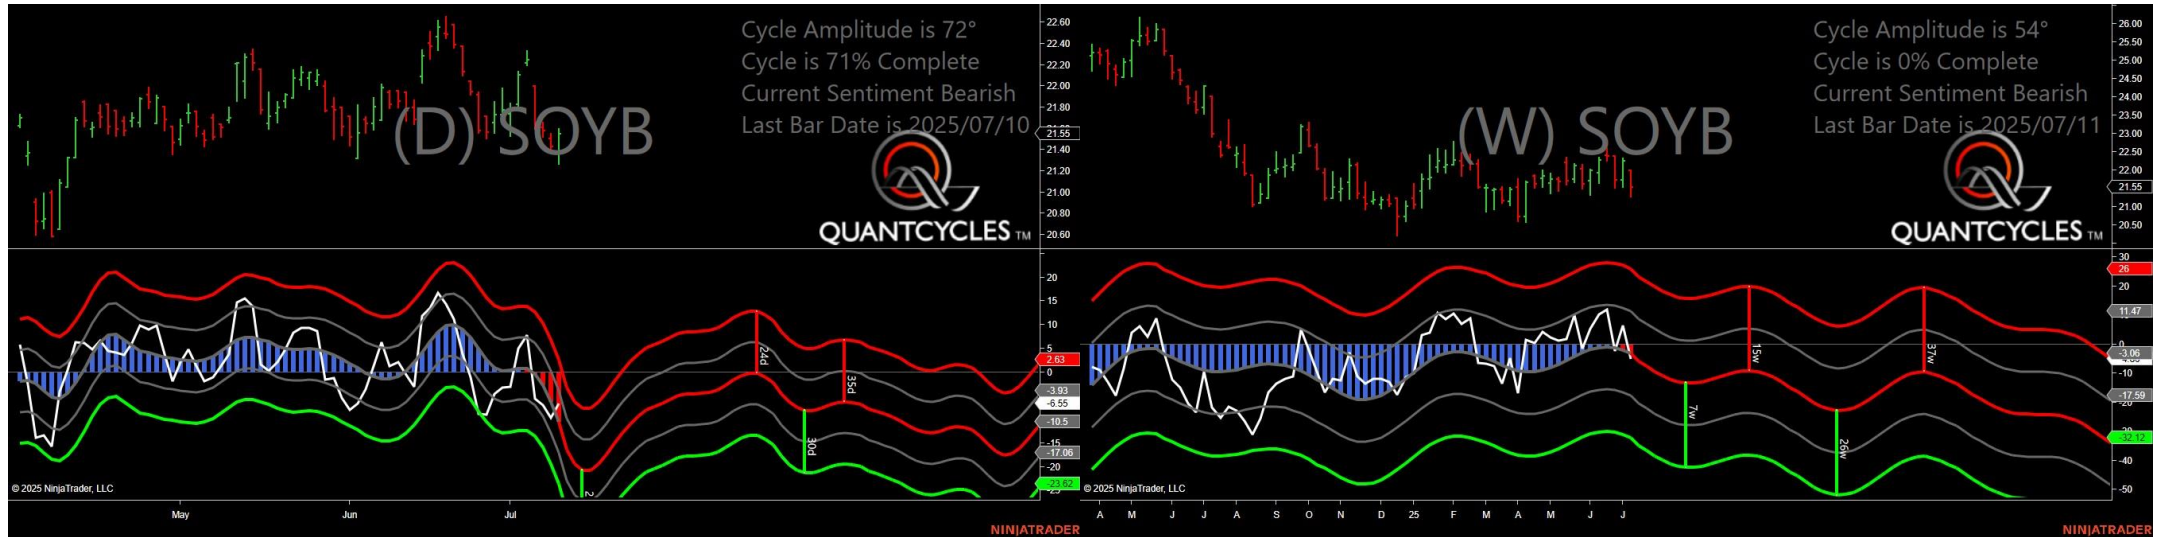 Cycle Amplitude is 72°
Cycle is 71% Complete
Current Sentiment Bearish
Last Bar Date is 2025/07/10
(D) SOYB
QUANTCYCLES TM
22.60
22.40
22.20
22.00
21.80
21.55
21.40
21.20
21.00
20.80
20.60
20
15
10
5
2.63
0
-3.93
-6.55
-10.5
-15
-17.06
-20
-23.62
24d
35d
30d
2
© 2025 NinjaTrader, LLC
May Jun Jul
NINJATRADER
Cycle Amplitude is 54°
Cycle is 0% Complete
Current Sentiment Bearish
Last Bar Date is 2025/07/11
(W) SOYB
QUANTCYCLES TM
26.00
25.50
25.00
24.50
24.00
23.50
23.00
22.50
22.00
21.55
21.00
20.50
30
26
20
11.47
0
-3.06
-10
-17.59
-20
-32.12
-40
-50
15w
37w
7w
26w
© 2025 NinjaTrader, LLC
A M J J A S O N D 25 F M A M J J
NINJATRADER